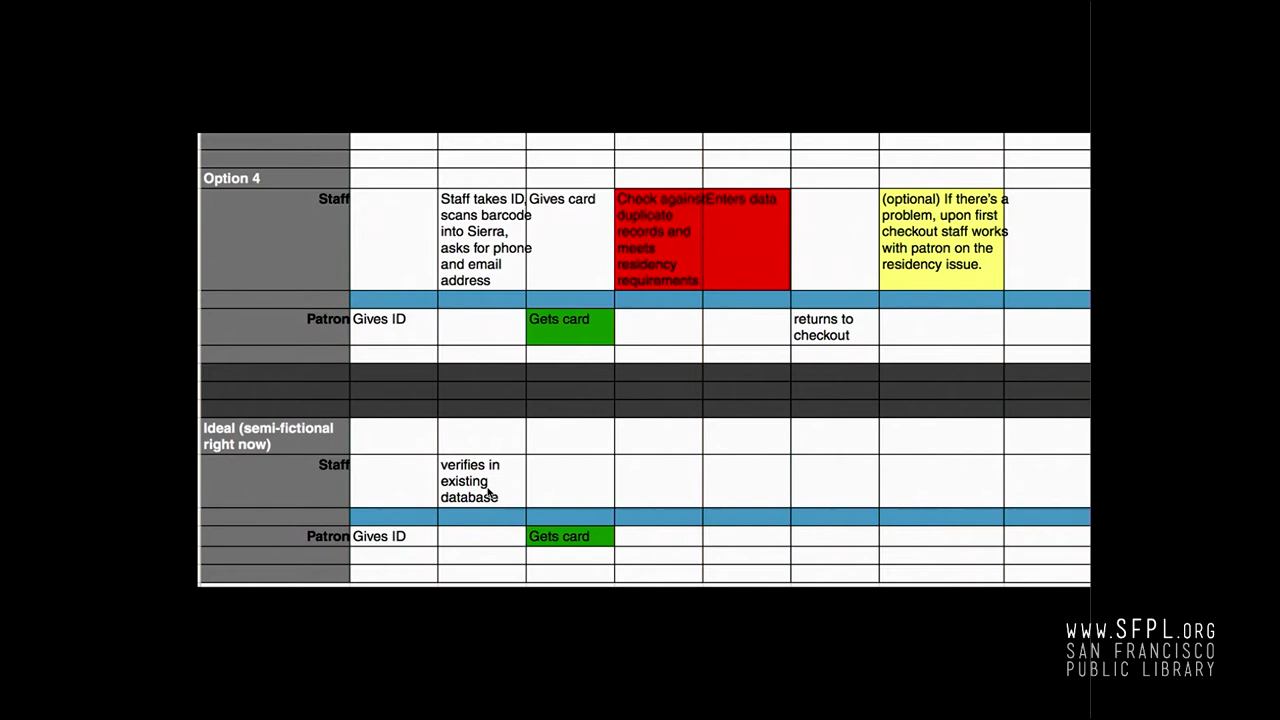 Option 4
Staff
Staff takes ID,
scans barcode
into Sierra,
asks for phone
and email
address
Gives card
Check against
duplicate
records and
meets
residency
requirements
Enters data
(optional) If there's a
problem, upon first
checkout staff works
with patron on the
residency issue.
Patron
Gives ID
Gets card
returns to
checkout
Ideal (semi-fictional
right now)
Staff
verifies in
existing
database
Patron
Gives ID
Gets card
WWW.SFPL.ORG
SAN FRANCISCO
PUBLIC LIBRARY